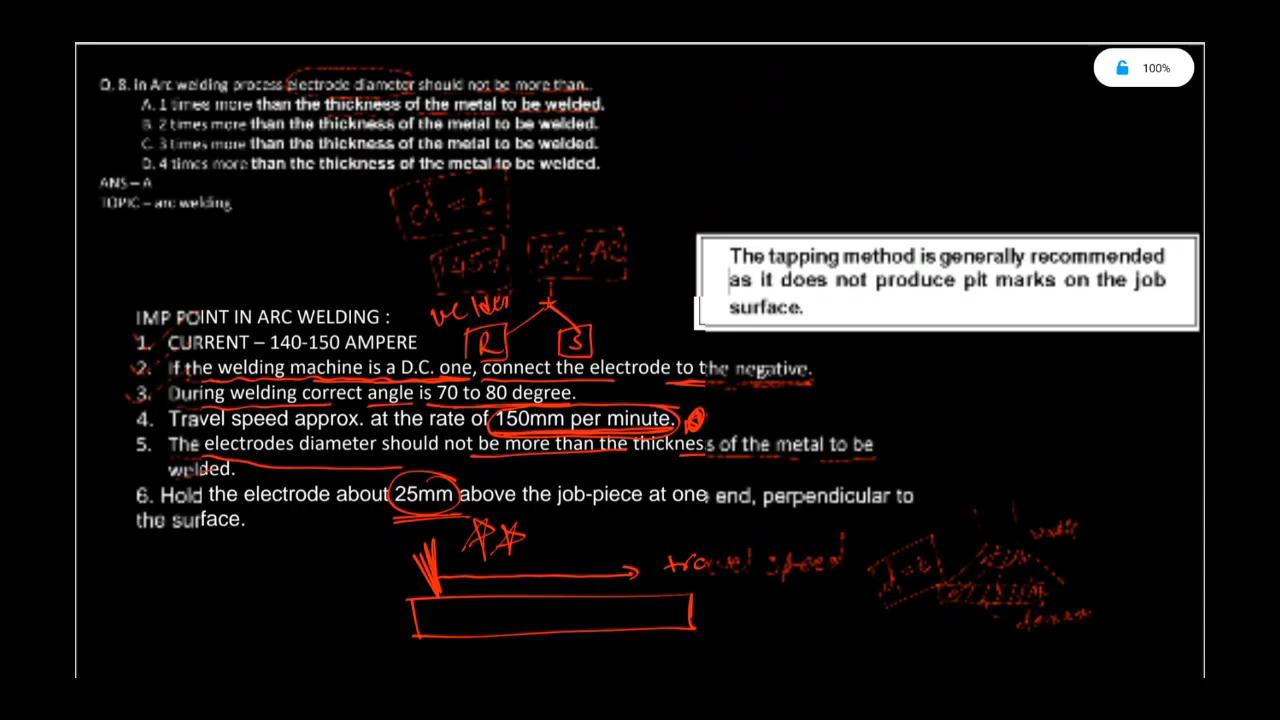 100%
Q. 8. in Arc welding process electrode diameter should not be more than.
A. 1 times more than the thickness of the metal to be welded.
B. 2 times more than the thickness of the metal to be welded.
C. 3 times more than the thickness of the metal to be welded.
D. 4 times more than the thickness of the metal to be welded.
ANS – A
TOPIC – arc welding
d = 1
DC/AC
The tapping method is generally recommended
as it does not produce pit marks on the job
surface.
R
S
IMP POINT IN ARC WELDING :
1. CURRENT – 140-150 AMPERE
2. If the welding machine is a D.C. one, connect the electrode to the negative.
3. During welding correct angle is 70 to 80 degree.
4. Travel speed approx. at the rate of 150mm per minute.
5. The electrodes diameter should not be more than the thickness of the metal to be
welded.
6. Hold the electrode about 25mm above the job-piece at one end, perpendicular to
the surface.
travel speed